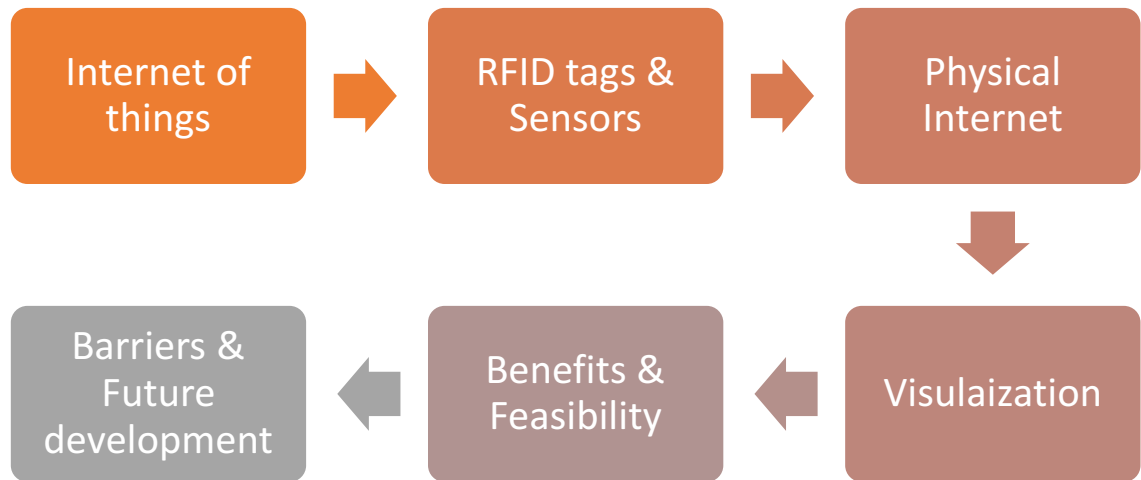 Internet of
things
RFID tags &
Sensors
Physical
Internet
Visulaization
Benefits &
Feasibility
Barriers &
Future
development